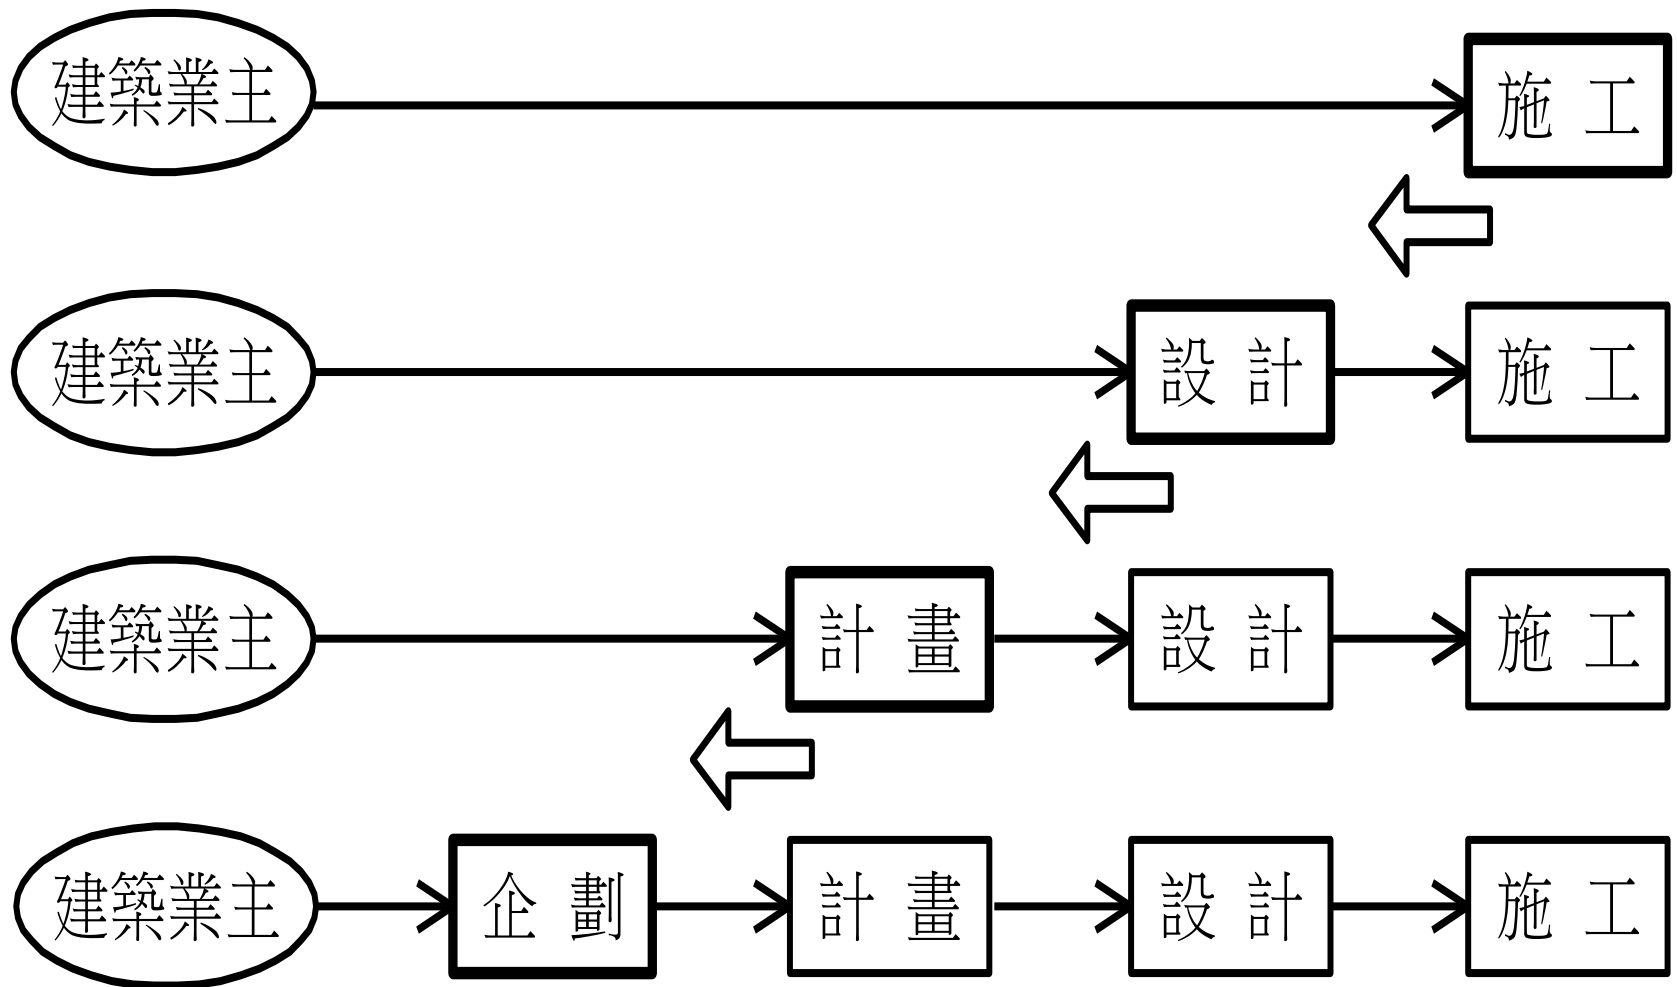 建築業主 施工
建築業主 設計 施工
建築業主 計畫 設計 施工
建築業主 企劃 計畫 設計 施工